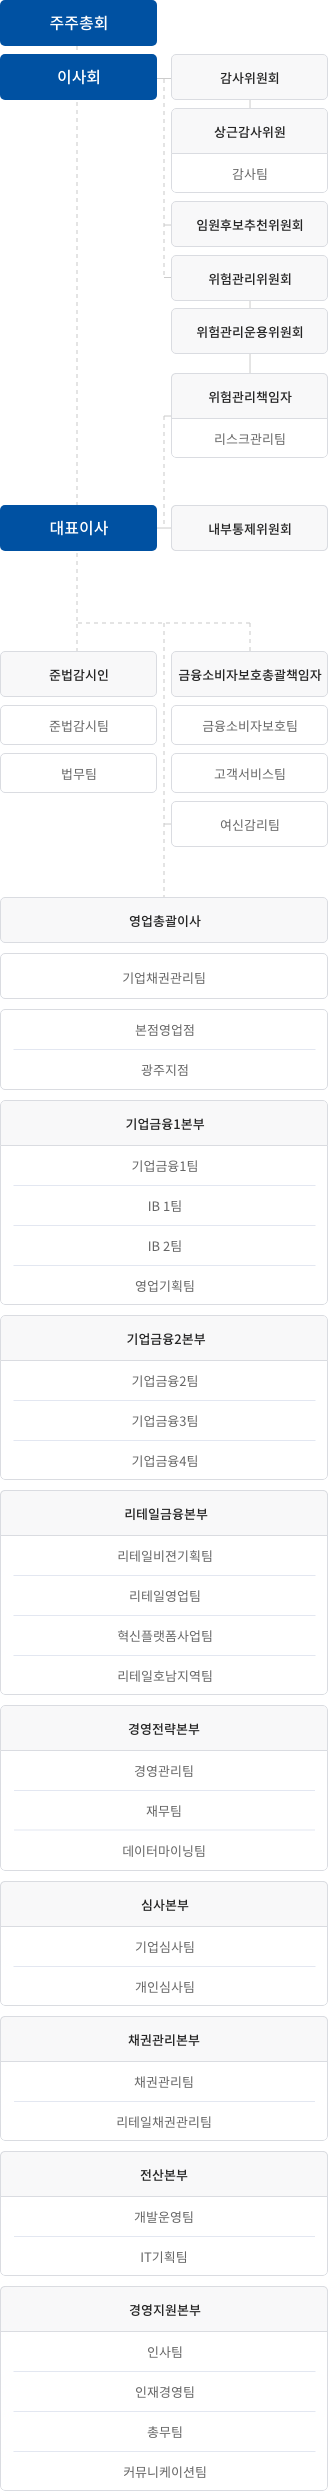 주주총회
이사회
감사위원회
상근감사위원
감사팀
임원후보추천위원회
위험관리위원회
위험관리운용위원회
위험관리책임자
리스크관리팀
대표이사
내부통제위원회
준법감시인
금융소비자보호총괄책임자
준법감시팀
금융소비자보호팀
법무팀
고객서비스팀
여신감리팀
영업총괄이사
기업채권관리팀
본점영업점
광주지점
기업금융1본부
기업금융1팀
IB 1팀
IB 2팀
영업기획팀
기업금융2본부
기업금융2팀
기업금융3팀
기업금융4팀
리테일금융본부
리테일비젼기획팀
리테일영업팀
혁신플랫폼사업팀
리테일호남지역팀
경영전략본부
경영관리팀
재무팀
데이터마이닝팀
심사본부
기업심사팀
개인심사팀
채권관리본부
채권관리팀
리테일채권관리팀
전산본부
개발운영팀
IT기획팀
경영지원본부
인사팀
인재경영팀
총무팀
커뮤니케이션팀